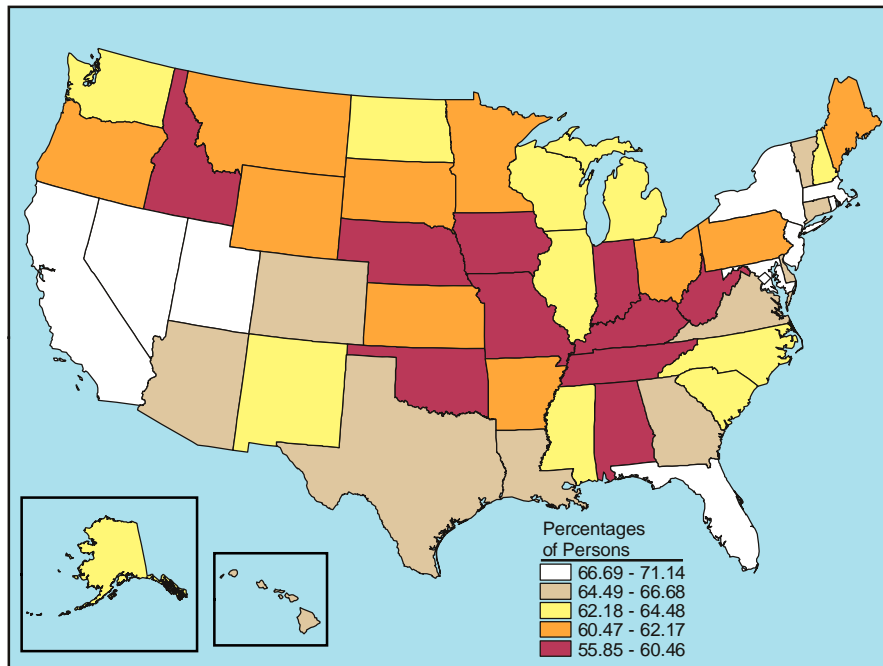 Percentages
of Persons
66.69 - 71.14
64.49 - 66.68
62.18 - 64.48
60.47 - 62.17
55.85 - 60.46